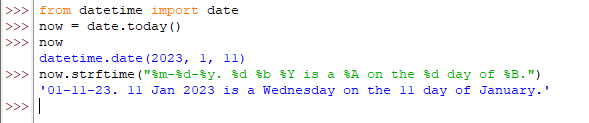 >>> from datetime import date
>>> now = date.today()
>>> now
datetime.date(2023, 1, 11)
>>> now.strftime("%m-%d-%y. %d %b %Y is a %A on the %d day of %B.")
'01-11-23. 11 Jan 2023 is a Wednesday on the 11 day of January.'
>>>